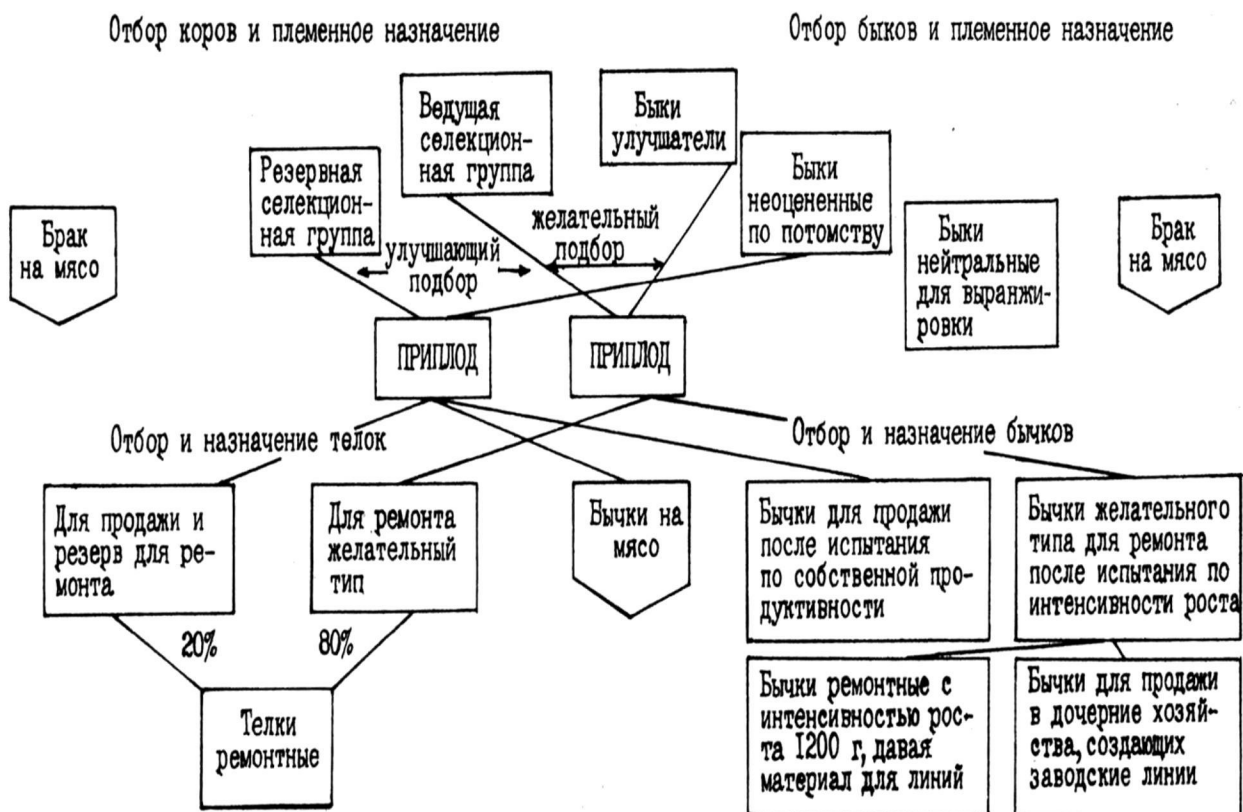 Отбор коров и племенное назначение
Отбор быков и племенное назначение
Ведущая
селекцион-
ная группа
Быки
улучшатели
Резервная
селекцион-
ная группа
Быки
неоцененные
по потомству
Брак
на мясо
желательный
подбор
улучшающий
подбор
Быки
нейтральные
для выранжи-
ровки
Брак
на мясо
ПРИПЛОД
ПРИПЛОД
Отбор и назначение телок
Отбор и назначение бычков
Для продажи и
резерв для ре-
монта
Для ремонта
желательный
тип
Бычки на
мясо
Бычки для продажи
после испытания
по собственной про-
дуктивности
Бычки желательного
типа для ремонта
после испытания по
интенсивности роста
20%
80%
Телки
ремонтные
Бычки ремонтные с
интенсивностью рос-
та 1200 г, давая
материал для линий
Бычки для продажи
в дочерние хозяй-
ства, создающих
заводские линии